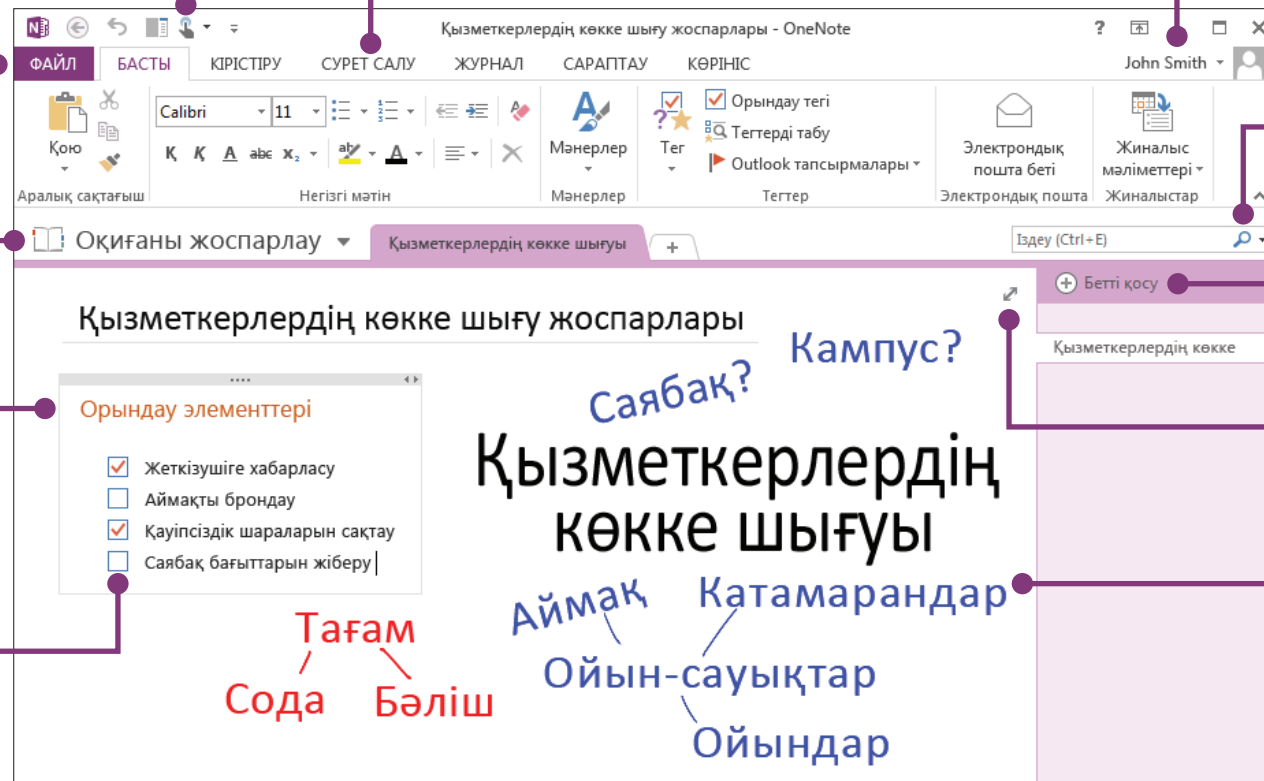 Қызметкерлердің көкке шығу жоспарлары - OneNote
?
ФАЙЛ БАСТЫ КІРІСТІРУ СУРЕТ САЛУ ЖУРНАЛ САРАПТАУ КӨРІНІС
John Smith
Қою
Аралық сақтағыш
Calibri 11
Қ К А abc x₂ ab А
Негізгі мәтін
Мәнерлер
Мәнерлер
Тег
Орындау тегі
Тегтерді табу
Outlook тапсырмалары
Тегтер
Электрондық
пошта беті
Электрондық пошта
Жиналыс
мәліметтері
Жиналыстар
Оқиғаны жоспарлау
Қызметкерлердің көкке шығуы
+
Іздеу (Ctrl+E)
Бетті қосу
Қызметкерлердің көкке
Қызметкерлердің көкке шығу жоспарлары
Орындау элементтері
Жеткізушіге хабарласу
Аймақты брондау
Қауіпсіздік шараларын сақтау
Саябақ бағыттарын жіберу
Кампус?
Саябақ?
Қызметкерлердің
көкке шығуы
Аймақ
Катамарандар
Ойын-сауықтар
Ойындар
Тағам
Сода
Бәліш